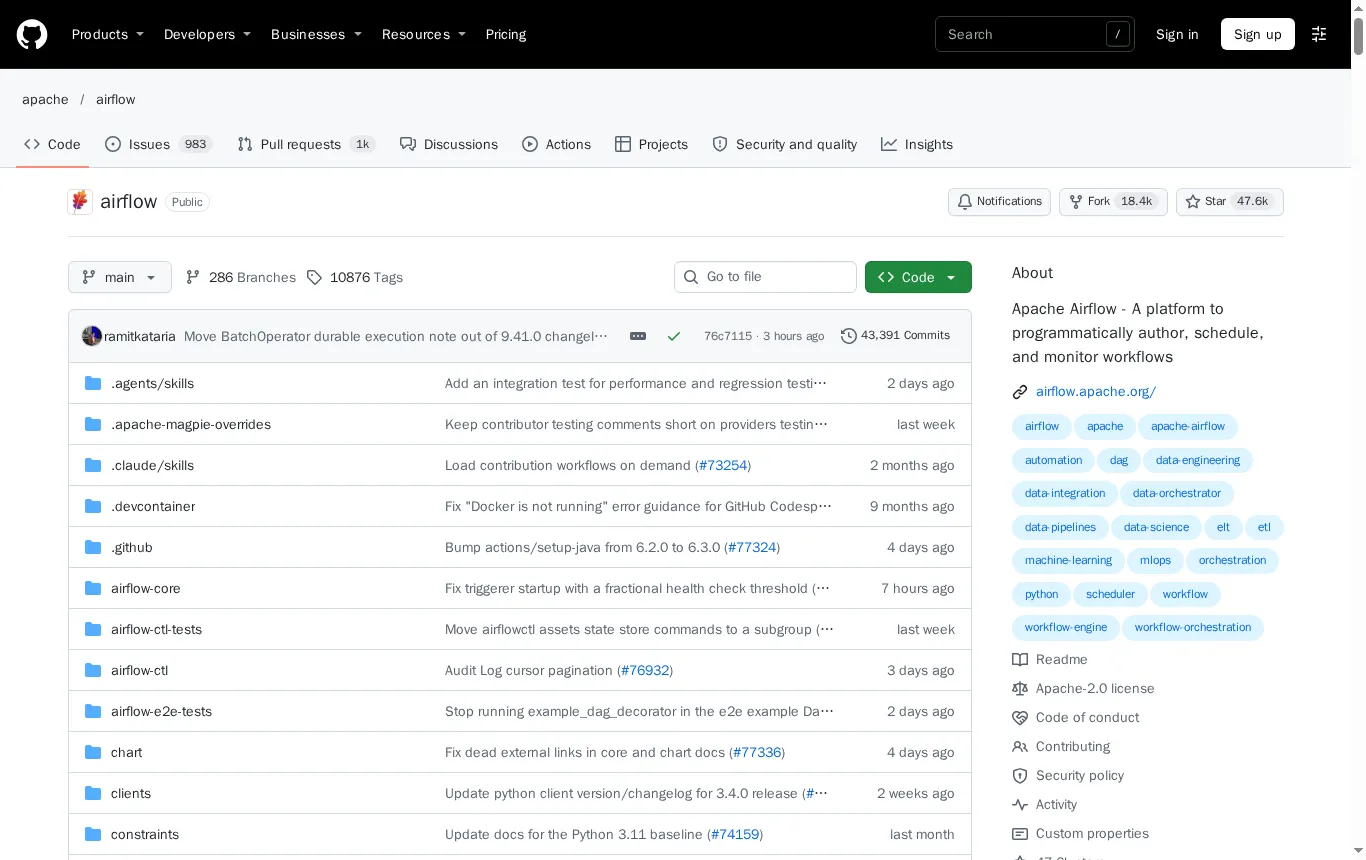 Products Developers Businesses Resources Pricing Search / Sign in Sign up
apache / airflow
Code Issues 983 Pull requests 1k Discussions Actions Projects Security and quality Insights
airflow Public Notifications Fork 18.4k Star 47.6k
main 286 Branches 10876 Tags Go to file Code
ramitkataria Move BatchOperator durable execution note out of 9.41.0 changel… 76c7115 · 3 hours ago 43,391 Commits
.agents/skills Add an integration test for performance and regression testi… 2 days ago
.apache-magpie-overrides Keep contributor testing comments short on providers testin… last week
.claude/skills Load contribution workflows on demand (#73254) 2 months ago
.devcontainer Fix "Docker is not running" error guidance for GitHub Codesp… 9 months ago
.github Bump actions/setup-java from 6.2.0 to 6.3.0 (#77324) 4 days ago
airflow-core Fix triggerer startup with a fractional health check threshold (… 7 hours ago
airflow-ctl-tests Move airflowctl assets state store commands to a subgroup (… last week
airflow-ctl Audit Log cursor pagination (#76932) 3 days ago
airflow-e2e-tests Stop running example_dag_decorator in the e2e example Da… 2 days ago
chart Fix dead external links in core and chart docs (#77336) 4 days ago
clients Update python client version/changelog for 3.4.0 release (#… 2 weeks ago
constraints Update docs for the Python 3.11 baseline (#74159) last month
About
Apache Airflow - A platform to
programmatically author, schedule,
and monitor workflows
airflow.apache.org/
airflow apache apache-airflow
automation dag data-engineering
data-integration data-orchestrator
data-pipelines data-science elt etl
machine-learning mlops orchestration
python scheduler workflow
workflow-engine workflow-orchestration
Readme
Apache-2.0 license
Code of conduct
Contributing
Security policy
Activity
Custom properties